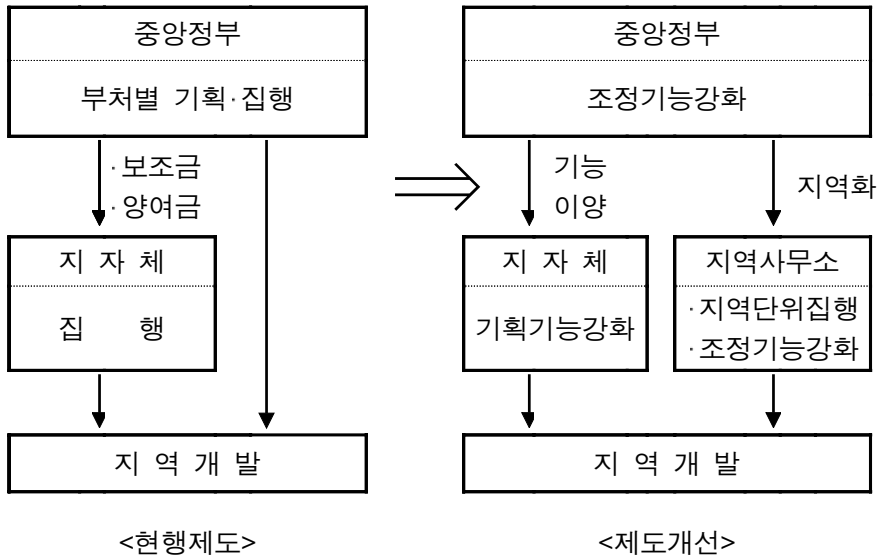 중앙정부
부처별 기획·집행
·보조금
·양여금
지 자 체
집 행
지 역 개 발
<현행제도>
중앙정부
조정기능강화
기능
이양
지역화
지 자 체
기획기능강화
지역사무소
·지역단위집행
·조정기능강화
지 역 개 발
<제도개선>